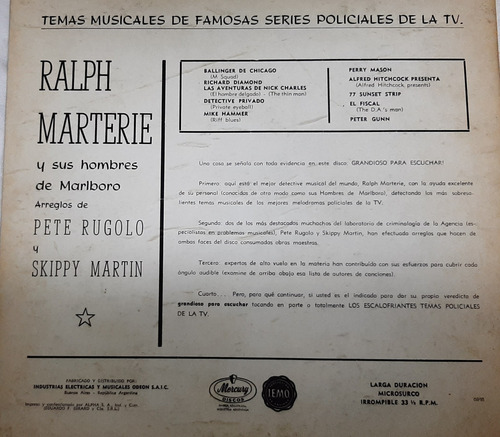 TEMAS MUSICALES DE FAMOSAS SERIES POLICIALES DE LA TV.
RALPH
MARTERIE
y sus hombres
de Marlboro
Arreglos de
PETE RUGOLO
y
SKIPPY MARTIN
BALLINGER DE CHICAGO
(M. Squad)
RICHARD DIAMOND
LAS AVENTURAS DE NICK CHARLES
(El hombre delgado) - (The thin man)
DETECTIVE PRIVADO
(Private eyeball)
MIKE HAMMER
(Riff blues)
PERRY MASON
ALFRED HITCHCOCK PRESENTA
(Alfred Hitchcock presents)
77 SUNSET STRIP
EL FISCAL
(The D.A.'s man)
PETER GUNN
Una cosa se señala con toda evidencia en este disco: GRANDIOSO PARA ESCUCHAR!
Primero: aquí está el mejor detective musical del mundo, Ralph Marterie, con la ayuda excelente
de su personal (conocidos de otro modo como sus Hombres de Marlboro), detectando los más sobresa-
lientes temas musicales de los mejores melodramas policiales de la TV.
Segundo: dos de los más destacados muchachos del laboratorio de criminología de la Agencia (es-
pecialistas en problemas musicales), Pete Rugolo y Skippy Martin, han efectuado arreglos que hacen de
ambas faces del disco consumadas obras maestras.
Tercero: expertos de alto vuelo en la materia han contribuido con sus esfuerzos para cubrir cada
ángulo audible (examine de arriba abajo esa lista de autores de canciones).
Cuarto... Pero, para qué continuar, si usted es el indicado para dar su propio veredicto de
grandioso para escuchar tocando en parte o totalmente LOS ESCALOFRIANTES TEMAS POLICIALES
DE LA TV.
FABRICADO Y DISTRIBUIDO POR:
INDUSTRIAS ELECTRICAS Y MUSICALES ODEON S.A.I.C.
Buenos Aires - República Argentina
Mercury
DISCOS
IEMO
LARGA DURACION
MICROSURCO
IRROMPIBLE 33 ⅓ R.P.M.